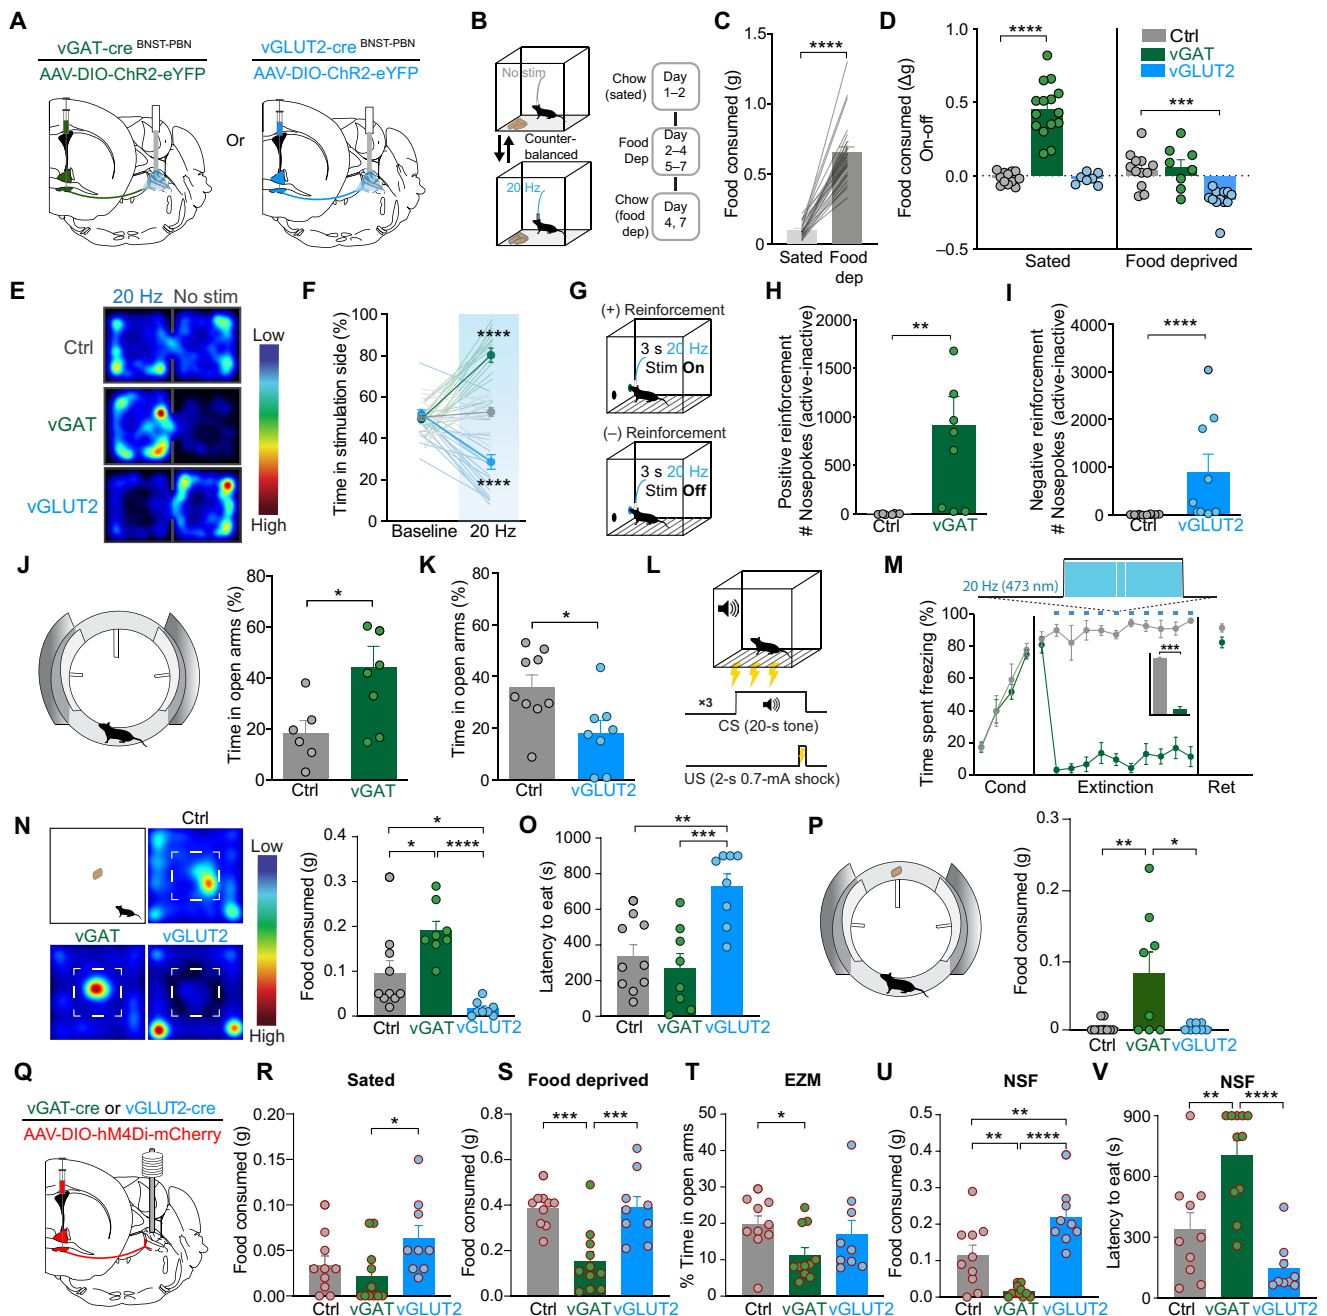 A
vGAT-cre BNST-PBN
AAV-DIO-ChR2-eYFP
Or
vGLUT2-cre BNST-PBN
AAV-DIO-ChR2-eYFP
B
No stim
Counter-
balanced
20 Hz
Chow
(sated)
Day
1–2
Food
Dep
Day
2–4
5–7
Chow
(food
dep)
Day
4, 7
C
Food consumed (g)
1.5
1.0
0.5
0
****
Sated
Food
dep
D
Food consumed (Δg)
On-off
1.0
0.5
0.0
–0.5
****
***
Ctrl
vGAT
vGLUT2
Sated
Food deprived
E
20 Hz
No stim
Ctrl
vGAT
vGLUT2
Low
High
F
Time in stimulation side (%)
100
80
60
40
20
0
****
****
Baseline
20 Hz
G
(+) Reinforcement
3 s 20 Hz
Stim On
(–) Reinforcement
3 s 20 Hz
Stim Off
H
Positive reinforcement
# Nosepokes (active-inactive)
2000
1500
1000
500
0
**
Ctrl
vGAT
I
Negative reinforcement
# Nosepokes (active-inactive)
4000
3000
2000
1000
0
****
Ctrl
vGLUT2
J
Time in open arms (%)
80
60
40
20
0
*
Ctrl
vGAT
K
Time in open arms (%)
80
60
40
20
0
*
Ctrl
vGLUT2
L
×3
CS (20-s tone)
US (2-s 0.7-mA shock)
M
20 Hz (473 nm)
Time spent freezing (%)
100
80
60
40
20
0
***
Cond
Extinction
Ret
N
Ctrl
vGAT
vGLUT2
Low
High
Food consumed (g)
0.4
0.3
0.2
0.1
0
*
*
****
Ctrl
vGAT
vGLUT2
O
Latency to eat (s)
1000
800
600
400
200
0
**
***
Ctrl
vGAT
vGLUT2
P
Food consumed (g)
0.3
0.2
0.1
0
**
*
Ctrl
vGAT
vGLUT2
Q
vGAT-cre or vGLUT2-cre
AAV-DIO-hM4Di-mCherry
R
Sated
Food consumed (g)
0.20
0.15
0.10
0.05
0
*
Ctrl
vGAT
vGLUT2
S
Food deprived
Food consumed (g)
0.8
0.6
0.4
0.2
0
***
***
Ctrl
vGAT
vGLUT2
T
EZM
% Time in open arms
50
40
30
20
10
0
*
Ctrl
vGAT
vGLUT2
U
NSF
Food consumed (g)
0.5
0.4
0.3
0.2
0.1
0
**
**
****
Ctrl
vGAT
vGLUT2
V
NSF
Latency to eat (s)
900
600
300
0
**
****
Ctrl
vGAT
vGLUT2